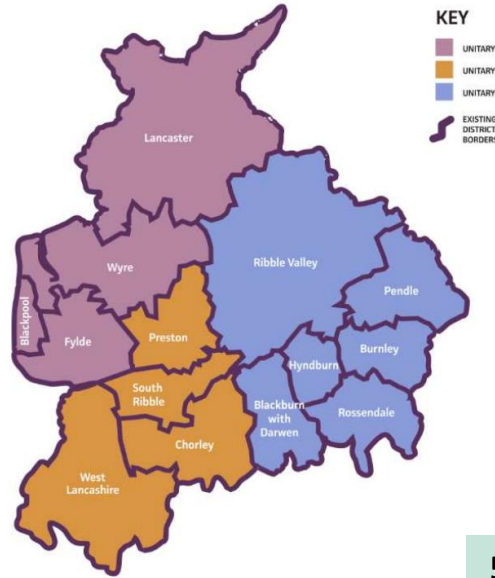 KEY
UNITARY
UNITARY
UNITARY
EXISTING
DISTRICT
BORDERS
Lancaster
Wyre
Ribble Valley
Pendle
Blackpool
Fylde
Preston
Burnley
Hyndburn
South
Ribble
Blackburn
with
Darwen
Rossendale
Chorley
West
Lancashire